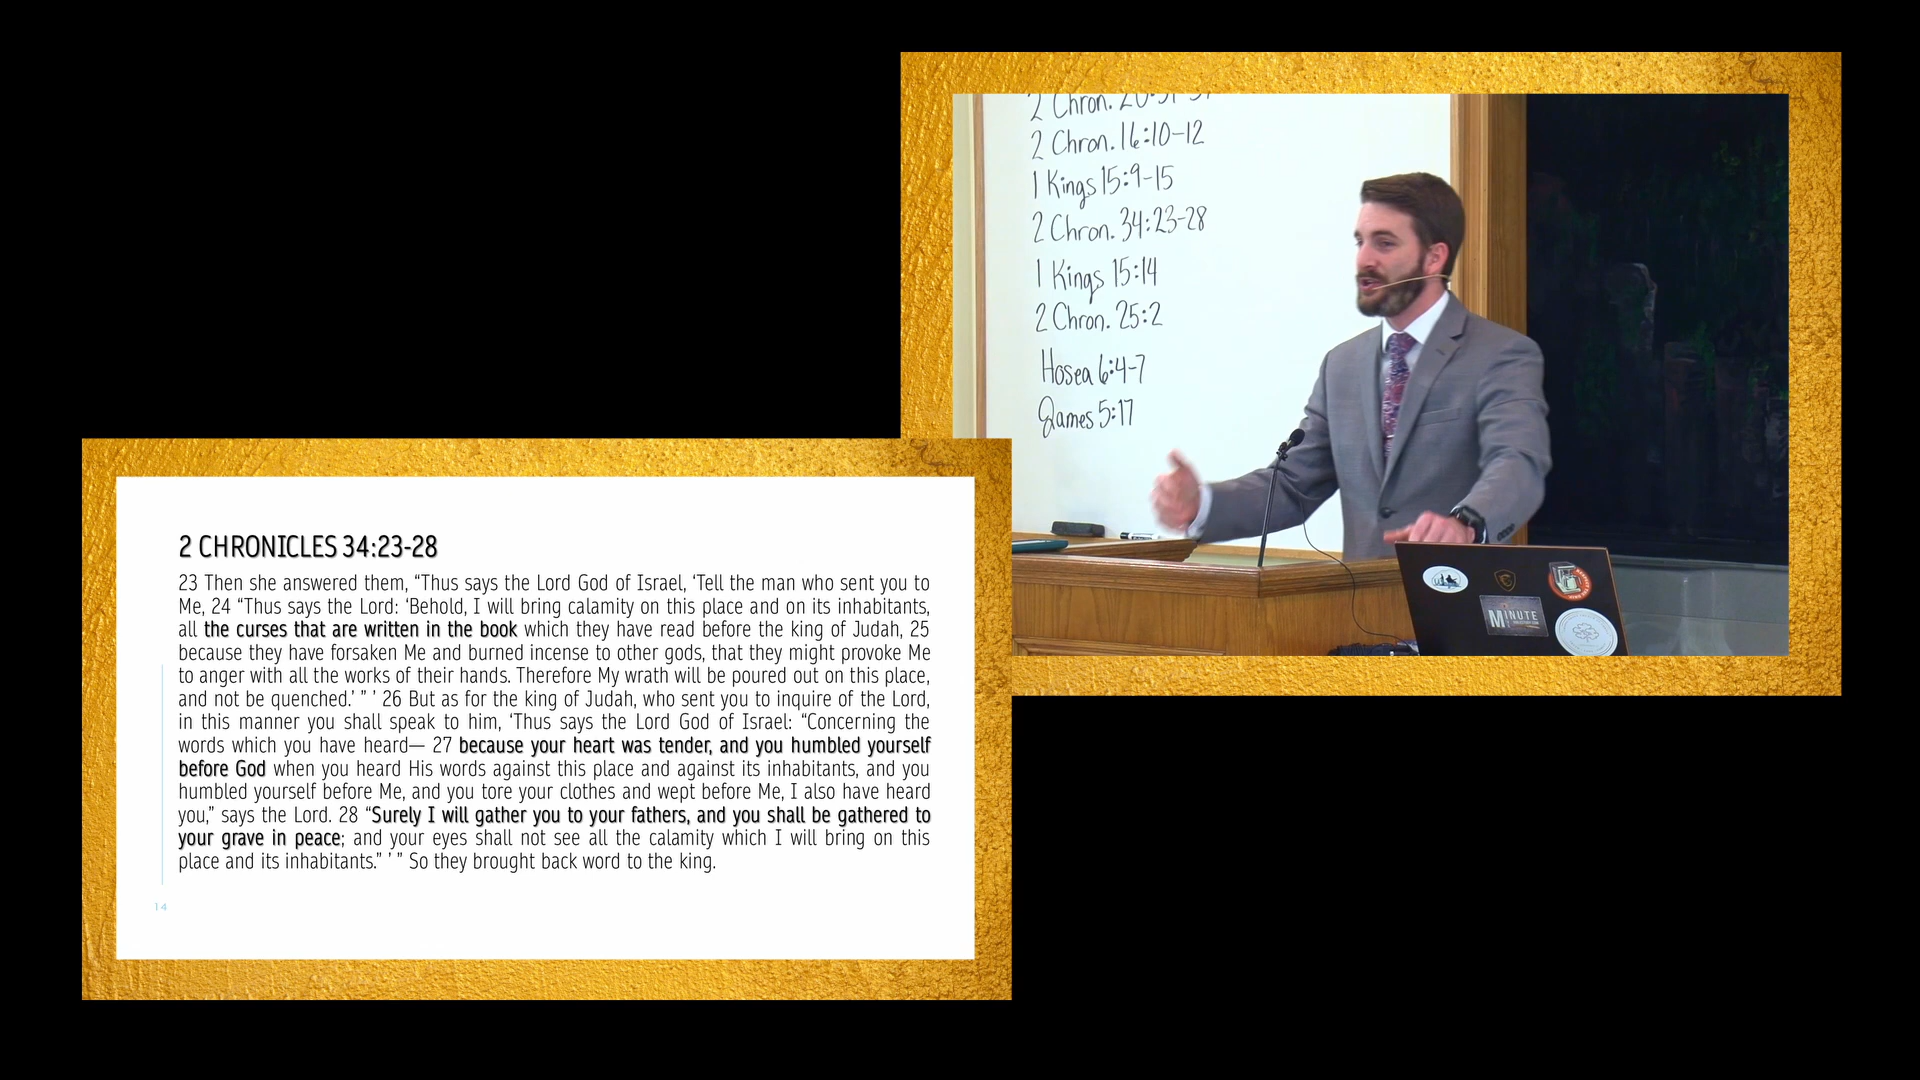 2 Chron. 20:31-37
2 Chron. 16:10-12
1 Kings 15:9-15
2 Chron. 34:23-28
1 Kings 15:14
2 Chron. 25:2
Hosea 6:4-7
James 5:17
MINUTE
2 CHRONICLES 34:23-28
23 Then she answered them, “Thus says the Lord God of Israel, ‘Tell the man who sent you to
Me, 24 “Thus says the Lord: ‘Behold, I will bring calamity on this place and on its inhabitants,
all the curses that are written in the book which they have read before the king of Judah, 25
because they have forsaken Me and burned incense to other gods, that they might provoke Me
to anger with all the works of their hands. Therefore My wrath will be poured out on this place,
and not be quenched.’ ” ’ 26 But as for the king of Judah, who sent you to inquire of the Lord,
in this manner you shall speak to him, ‘Thus says the Lord God of Israel: “Concerning the
words which you have heard— 27 because your heart was tender, and you humbled yourself
before God when you heard His words against this place and against its inhabitants, and you
humbled yourself before Me, and you tore your clothes and wept before Me, I also have heard
you,” says the Lord. 28 “Surely I will gather you to your fathers, and you shall be gathered to
your grave in peace; and your eyes shall not see all the calamity which I will bring on this
place and its inhabitants.” ’ ” So they brought back word to the king.
14